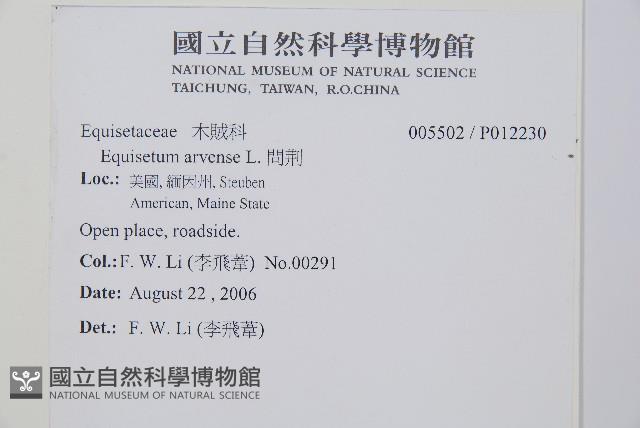 國立自然科學博物館
NATIONAL MUSEUM OF NATURAL SCIENCE
TAICHUNG, TAIWAN, R.O.CHINA
Equisetaceae 木賊科 005502 / P012230
Equisetum arvense L. 問荆
Loc.: 美國, 緬因州, Steuben
American, Maine State
Open place, roadside.
Col.: F. W. Li (李飛葦) No.00291
Date: August 22 , 2006
Det.: F. W. Li (李飛葦)
國立自然科學博物館
NATIONAL MUSEUM OF NATURAL SCIENCE